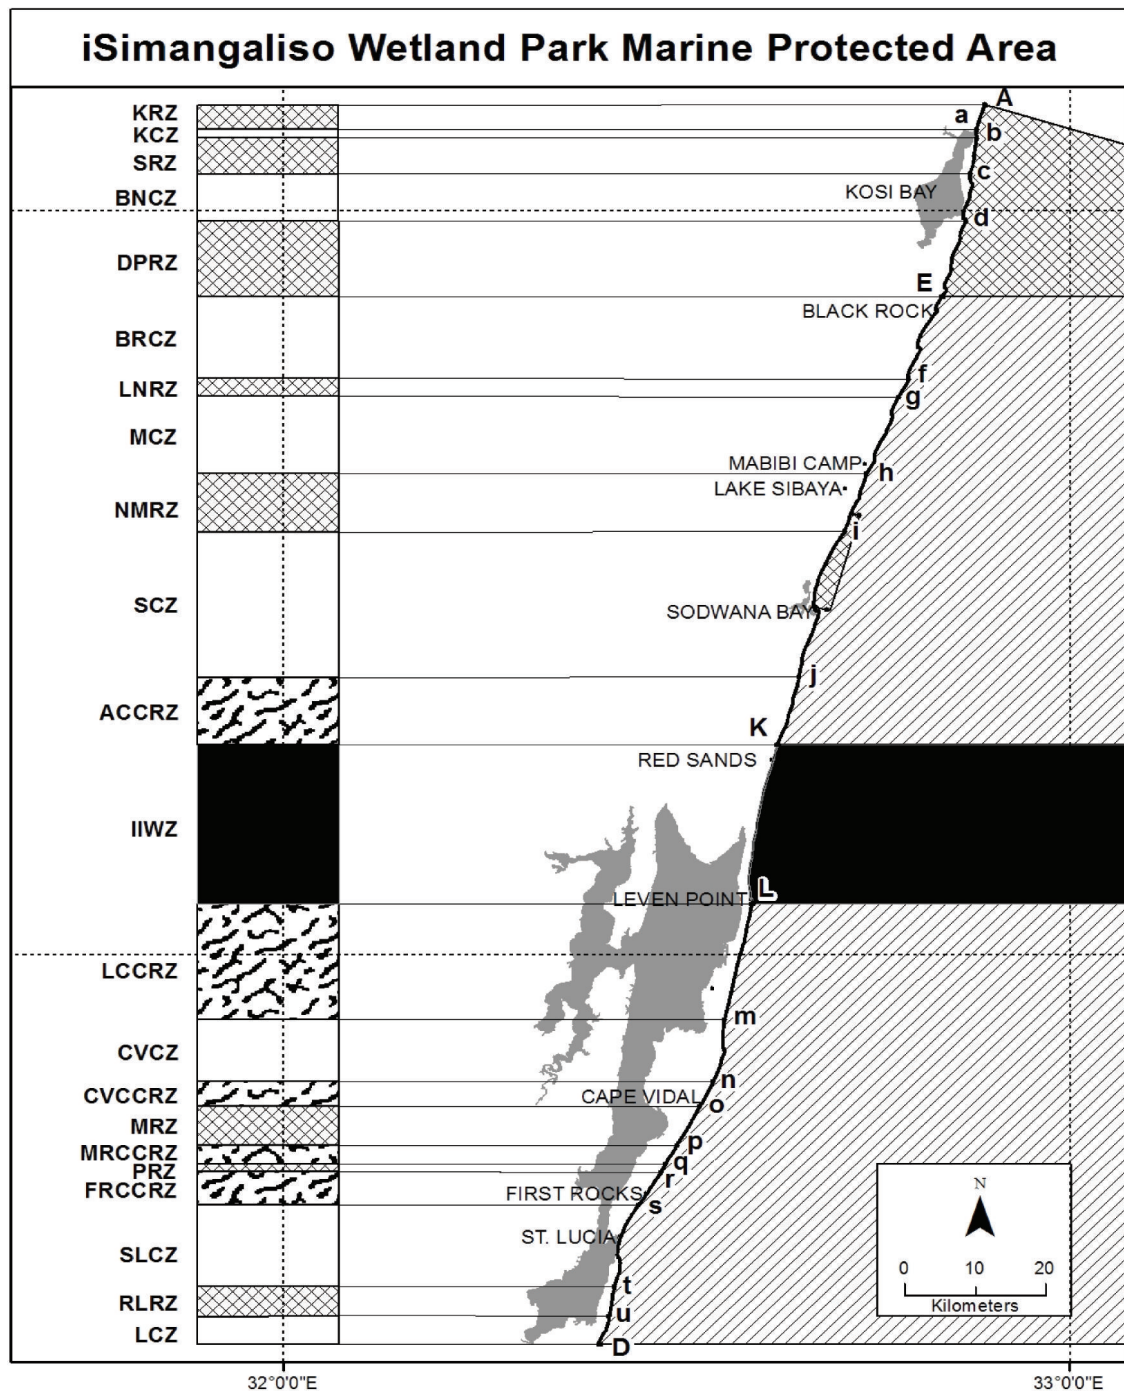 iSimangaliso Wetland Park Marine Protected Area
KRZ
A
a
KCZ
b
SRZ
c
BNCZ
KOSI BAY
d
DPRZ
E
BLACK ROCK
BRCZ
f
LNRZ
g
MCZ
MABIBI CAMP
h
LAKE SIBAYA
NMRZ
i
SCZ
SODWANA BAY
j
ACCRZ
K
RED SANDS
IIWZ
L
LEVEN POINT
LCCRZ
m
CVCZ
n
CVCCRZ
CAPE VIDAL
o
MRZ
p
MRCCRZ
q
PRZ
r
FRCCRZ
FIRST ROCKS
s
ST. LUCIA
SLCZ
t
RLRZ
u
LCZ
D
N
0 10 20
Kilometers
32°0'0"E 33°0'0"E